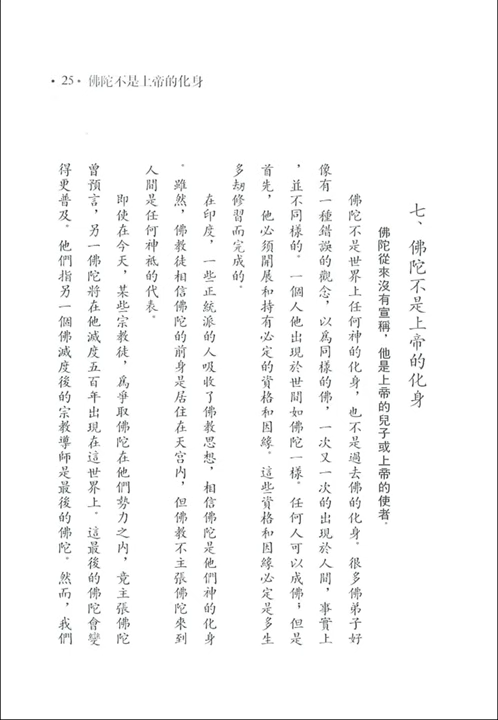 •25• 佛陀不是上帝的化身
七、佛陀不是上帝的化身
佛陀從來沒有宣稱，他是上帝的兒子或上帝的使者.
佛陀不是世界上任何神的化身，也不是過去佛的化身。很多佛弟子好
像有一種錯誤的觀念，以爲同樣的佛，一次又一次的出現於人間，事實上
，並不同樣的。一個人他出現於世間如佛陀一樣。任何人可以成佛；但是
首先，他必須開展和持有必定的資格和因緣。這些資格和因緣必定是多生
多劫修習而完成的。
在印度，一些正統派的人吸收了佛教思想，相信佛陀是他們神的化身
。雖然，佛教徒相信佛陀的前身是居住在天宮內，但佛教不主張佛陀來到
人間是任何神祇的代表。
即使在今天，某些宗教徒，爲爭取佛陀在他們勢力之內，竟主張佛陀
曾預言，另一佛陀將在他滅度五百年出現在這世界上。這最後的佛陀會變
得更普及。他們指另一個佛滅度後的宗教導師是最後的佛陀。然而，我們